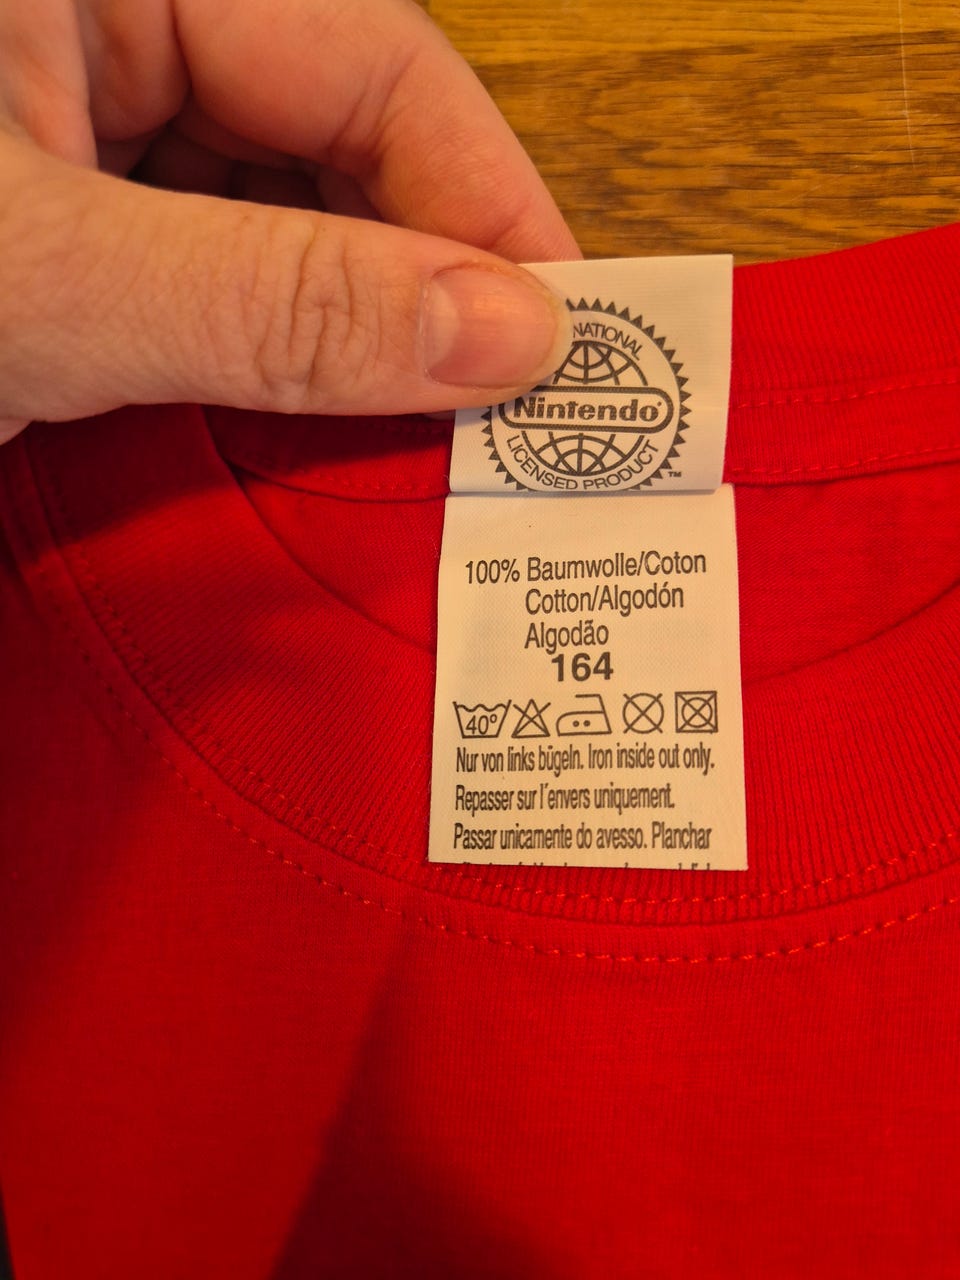 NATIONAL
Nintendo
LICENSED PRODUCT
™
100% Baumwolle/Coton
Cotton/Algodón
Algodão
164
40°
Nur von links bügeln. Iron inside out only.
Repasser sur l´envers uniquement.
Passar unicamente do avesso. Planchar